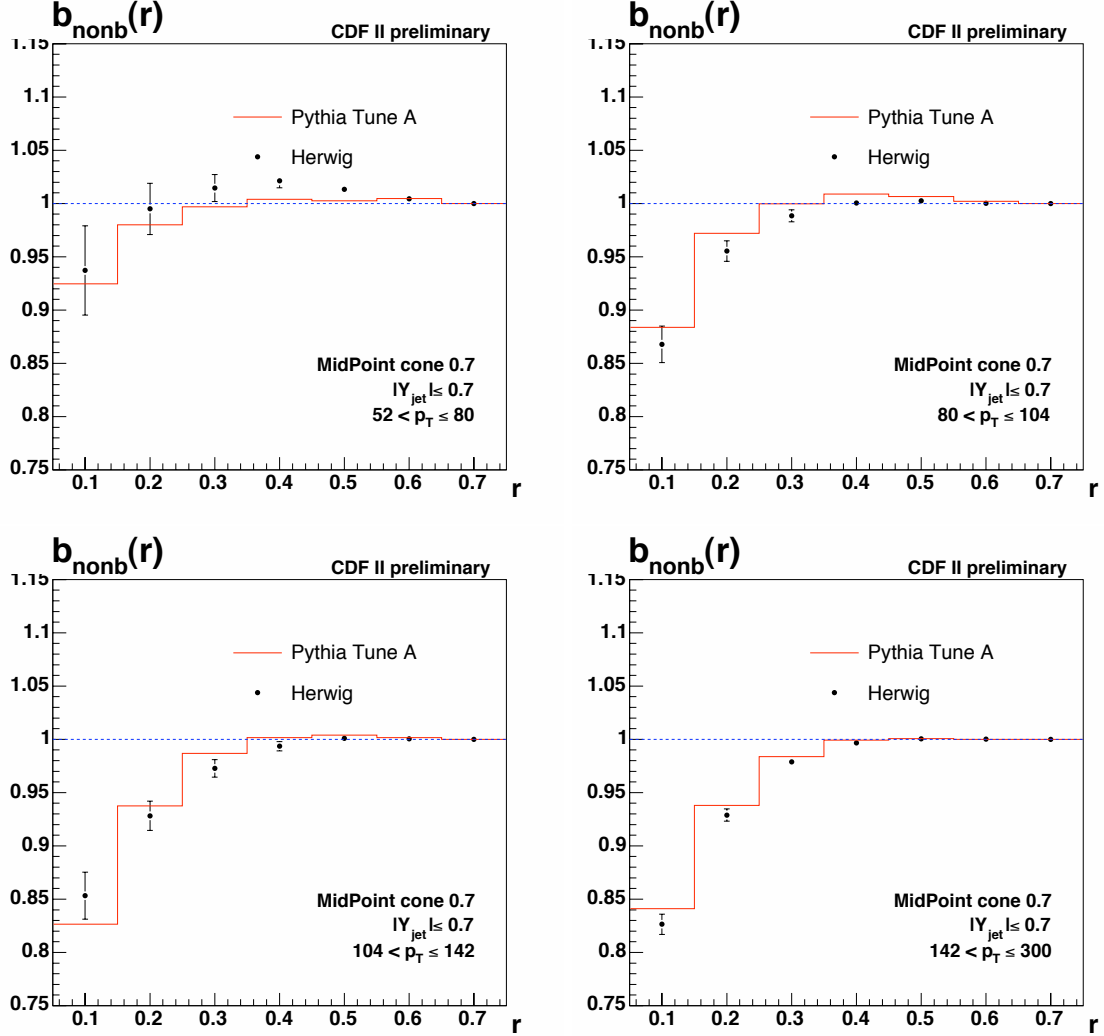 b_nonb(r)
CDF II preliminary
1.15
1.1
1.05
1
0.95
0.9
0.85
0.8
0.75
Pythia Tune A
Herwig
MidPoint cone 0.7
|Y_jet|≤ 0.7
52 < p_T ≤ 80
0.1 0.2 0.3 0.4 0.5 0.6 0.7 r
b_nonb(r)
CDF II preliminary
1.15
1.1
1.05
1
0.95
0.9
0.85
0.8
0.75
Pythia Tune A
Herwig
MidPoint cone 0.7
|Y_jet|≤ 0.7
80 < p_T ≤ 104
0.1 0.2 0.3 0.4 0.5 0.6 0.7 r
b_nonb(r)
CDF II preliminary
1.15
1.1
1.05
1
0.95
0.9
0.85
0.8
0.75
Pythia Tune A
Herwig
MidPoint cone 0.7
|Y_jet|≤ 0.7
104 < p_T ≤ 142
0.1 0.2 0.3 0.4 0.5 0.6 0.7 r
b_nonb(r)
CDF II preliminary
1.15
1.1
1.05
1
0.95
0.9
0.85
0.8
0.75
Pythia Tune A
Herwig
MidPoint cone 0.7
|Y_jet|≤ 0.7
142 < p_T ≤ 300
0.1 0.2 0.3 0.4 0.5 0.6 0.7 r